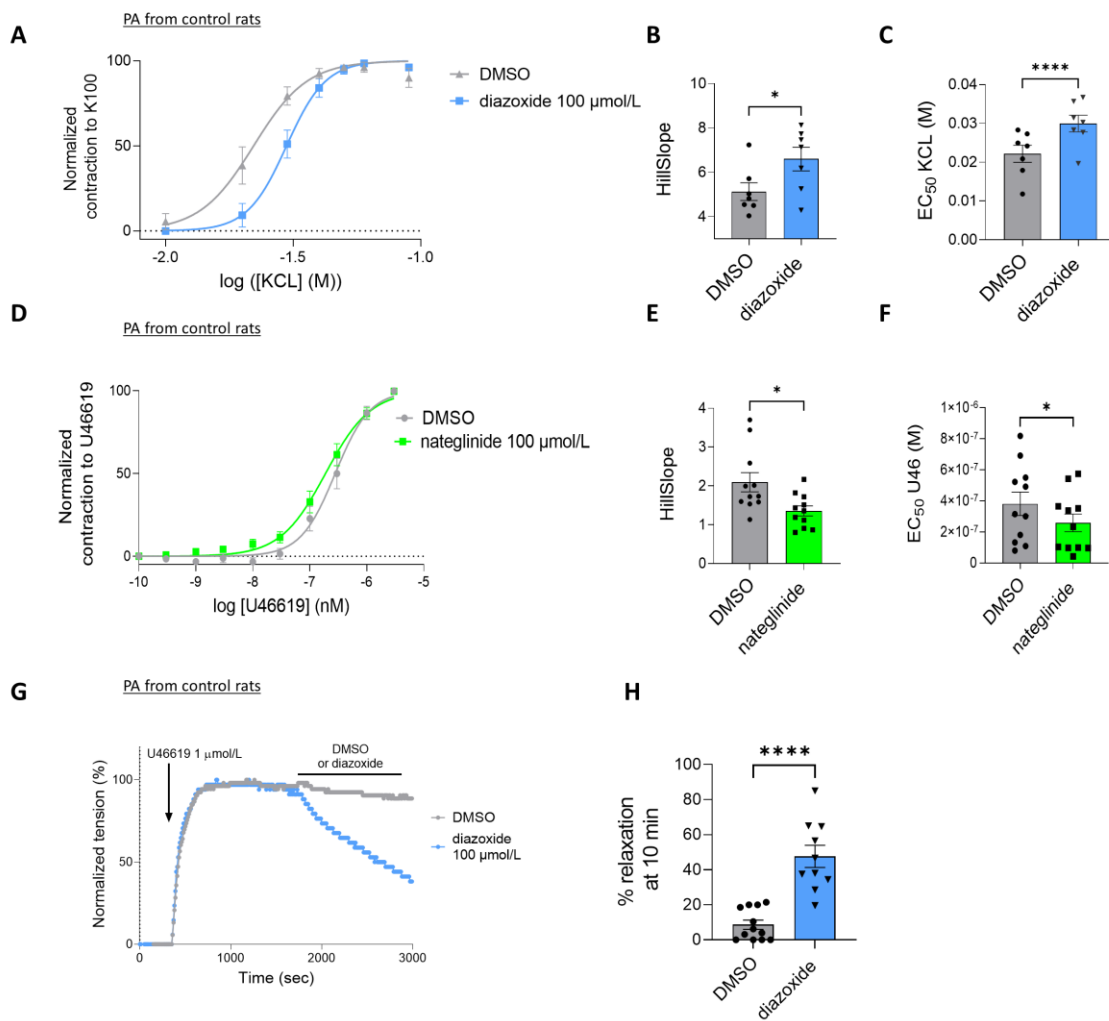 A
PA from control rats
Normalized
contraction to K100
100
50
0
-2.0
-1.5
-1.0
log ([KCL] (M))
DMSO
diazoxide 100 μmol/L
B
HillSlope
10
8
6
4
*
DMSO
diazoxide
C
EC50 KCL (M)
0.04
0.03
0.02
0.01
0.00
****
DMSO
diazoxide
D
PA from control rats
Normalized
contraction to U46619
100
50
0
-10
-9
-8
-7
-6
-5
log [U46619] (nM)
DMSO
nateglinide 100 μmol/L
E
HillSlope
4
3
2
1
0
*
DMSO
nateglinide
F
EC50 U46 (M)
1×10-6
8×10-7
6×10-7
4×10-7
2×10-7
0
*
DMSO
nateglinide
G
PA from control rats
Normalized tension (%)
100
50
0
0
1000
2000
3000
Time (sec)
U46619 1 μmol/L
DMSO
or diazoxide
DMSO
diazoxide
100 μmol/L
H
% relaxation
at 10 min
100
80
60
40
20
0
****
DMSO
diazoxide